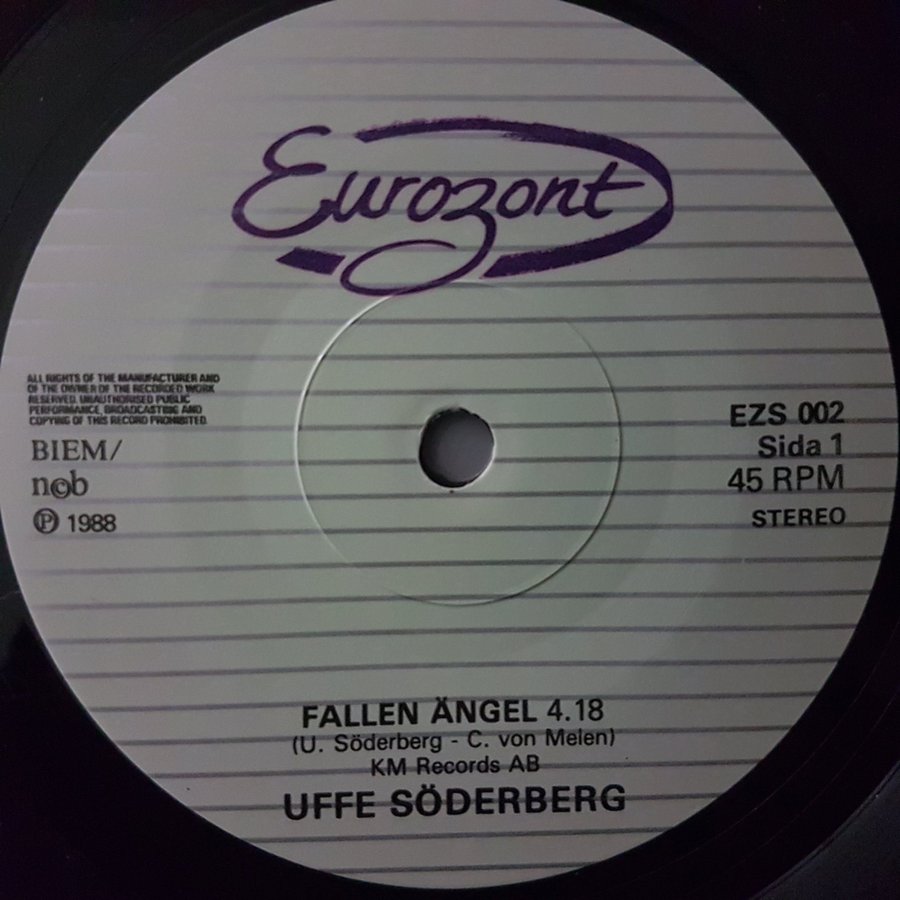 Eurozont
ALL RIGHTS OF THE MANUFACTURER AND
OF THE OWNER OF THE RECORDED WORK
RESERVED. UNAUTHORISED PUBLIC
PERFORMANCE, BROADCASTING AND
COPYING OF THIS RECORD PROHIBITED.
BIEM/
n©b
℗ 1988
EZS 002
Sida 1
45 RPM
STEREO
FALLEN ÄNGEL 4.18
(U. Söderberg - C. von Melen)
KM Records AB
UFFE SÖDERBERG